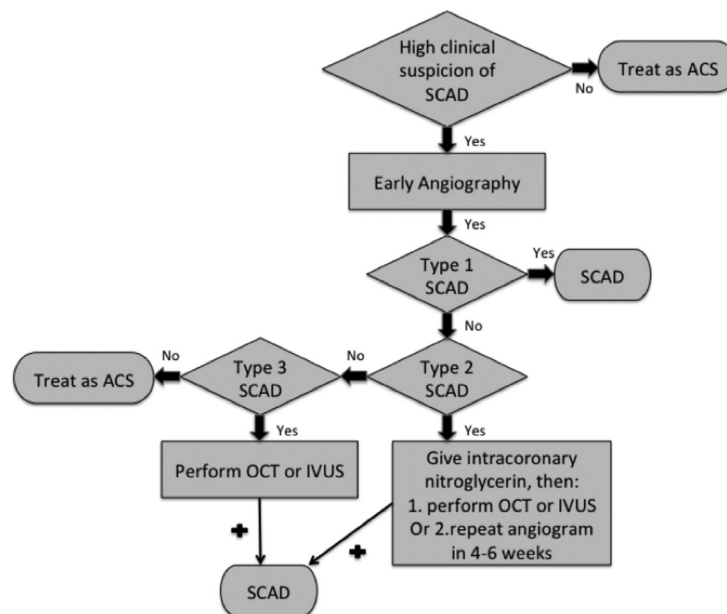 High clinical
suspicion of
SCAD
No
Treat as ACS
Yes
Early Angiography
Yes
Type 1
SCAD
Yes
SCAD
No
Type 2
SCAD
No
Type 3
SCAD
No
Treat as ACS
Yes
Perform OCT or IVUS
Yes
Give intracoronary
nitroglycerin, then:
1. perform OCT or IVUS
Or 2.repeat angiogram
in 4-6 weeks
+
+
SCAD